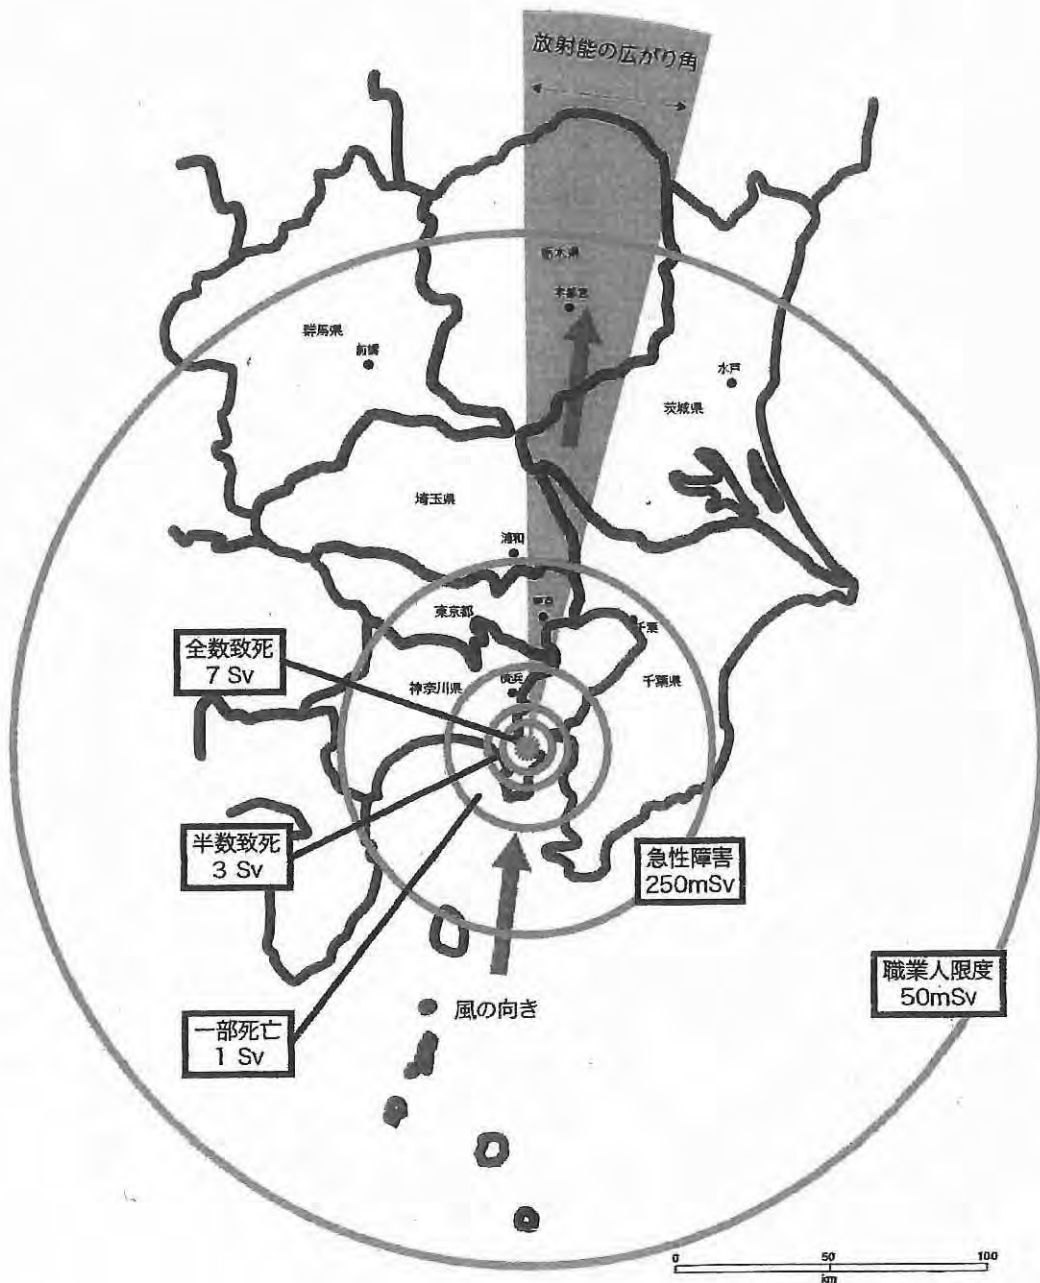 放射能の広がり角
栃木県
宇都宮
群馬県
前橋
水戸
茨城県
埼玉県
浦和
東京都
千葉
全数致死
7 Sv
神奈川県
横浜
千葉県
半数致死
3 Sv
急性障害
250mSv
職業人限度
50mSv
風の向き
一部死亡
1 Sv
0 50 100
km